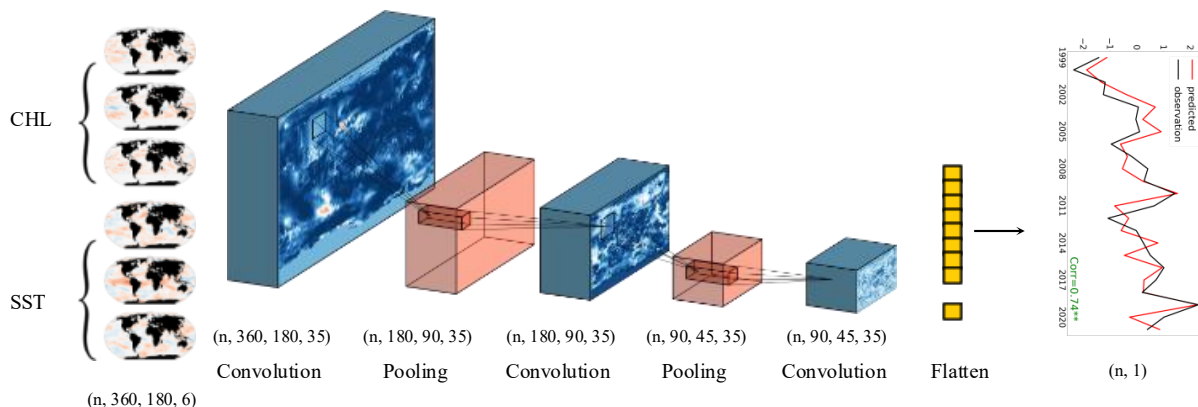 CHL
SST
(n, 360, 180, 6)
(n, 360, 180, 35)
Convolution
(n, 180, 90, 35)
Pooling
(n, 180, 90, 35)
Convolution
(n, 90, 45, 35)
Pooling
(n, 90, 45, 35)
Convolution
Flatten
−2 −1 0 1 2
1999
2002
2005
2008
2011
2014
2017
2020
predicted
observation
Corr=0.74**
(n, 1)